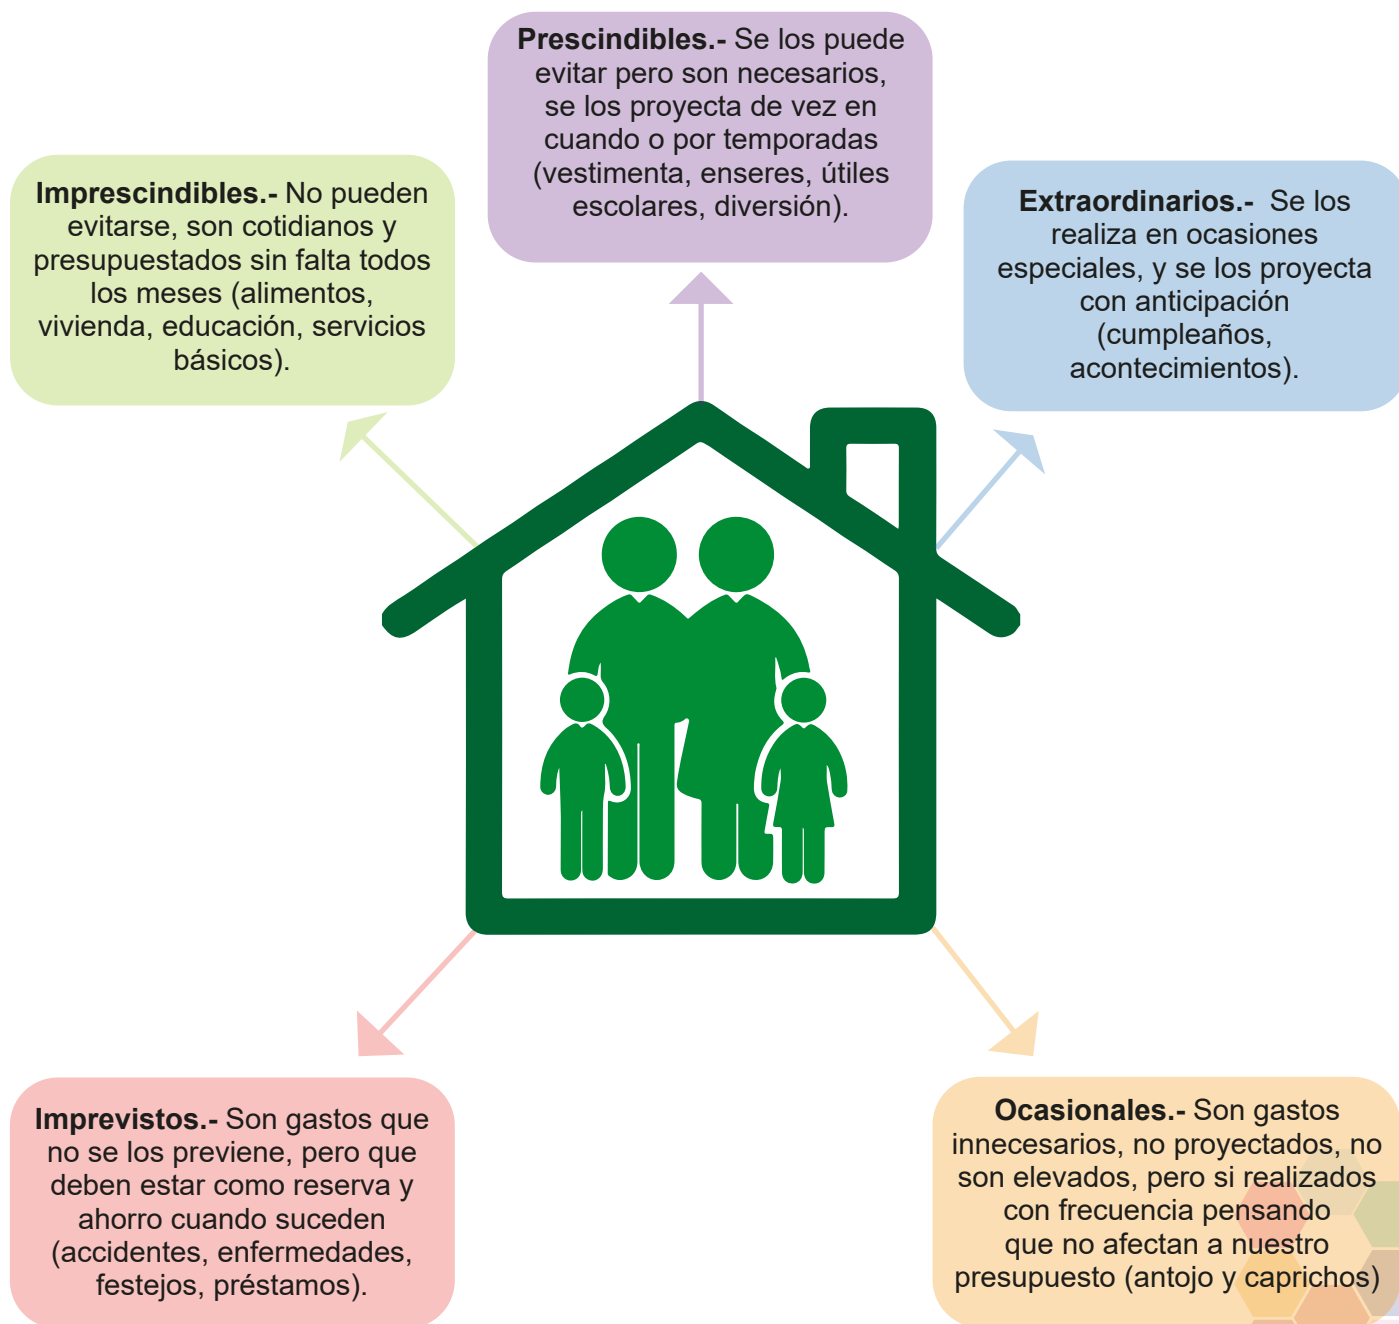 Prescindibles.- Se los puede
evitar pero son necesarios,
se los proyecta de vez en
cuando o por temporadas
(vestimenta, enseres, útiles
escolares, diversión).
Imprescindibles.- No pueden
evitarse, son cotidianos y
presupuestados sin falta todos
los meses (alimentos,
vivienda, educación, servicios
básicos).
Extraordinarios.- Se los
realiza en ocasiones
especiales, y se los proyecta
con anticipación
(cumpleaños,
acontecimientos).
Imprevistos.- Son gastos que
no se los previene, pero que
deben estar como reserva y
ahorro cuando suceden
(accidentes, enfermedades,
festejos, préstamos).
Ocasionales.- Son gastos
innecesarios, no proyectados, no
son elevados, pero si realizados
con frecuencia pensando
que no afectan a nuestro
presupuesto (antojo y caprichos)